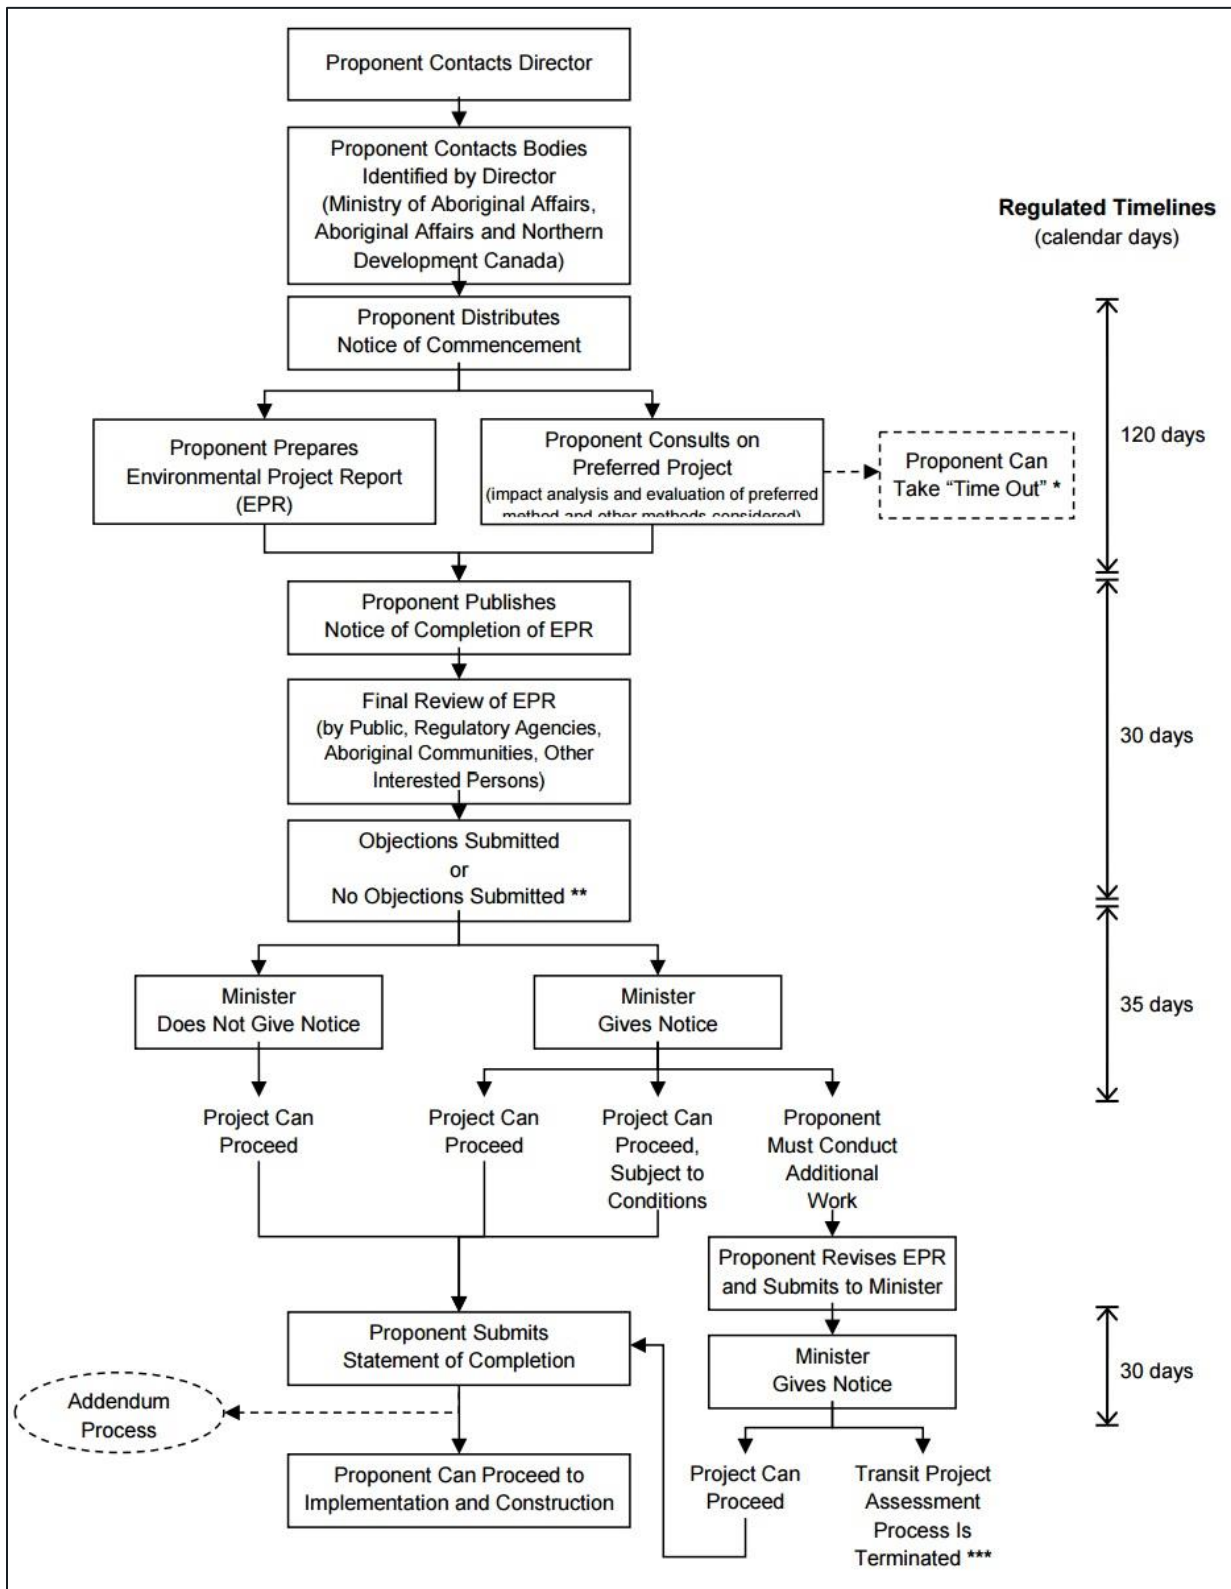 Proponent Contacts Director
Proponent Contacts Bodies
Identified by Director
(Ministry of Aboriginal Affairs,
Aboriginal Affairs and Northern
Development Canada)
Regulated Timelines
(calendar days)
Proponent Distributes
Notice of Commencement
120 days
Proponent Prepares
Environmental Project Report
(EPR)
Proponent Consults on
Preferred Project
(impact analysis and evaluation of preferred
method and other methods considered)
Proponent Can
Take “Time Out” *
Proponent Publishes
Notice of Completion of EPR
Final Review of EPR
(by Public, Regulatory Agencies,
Aboriginal Communities, Other
Interested Persons)
30 days
Objections Submitted
or
No Objections Submitted **
Minister
Does Not Give Notice
Minister
Gives Notice
35 days
Project Can
Proceed
Project Can
Proceed
Project Can
Proceed,
Subject to
Conditions
Proponent
Must Conduct
Additional
Work
Proponent Revises EPR
and Submits to Minister
Proponent Submits
Statement of Completion
Minister
Gives Notice
30 days
Addendum
Process
Proponent Can Proceed to
Implementation and Construction
Project Can
Proceed
Transit Project
Assessment
Process Is
Terminated ***